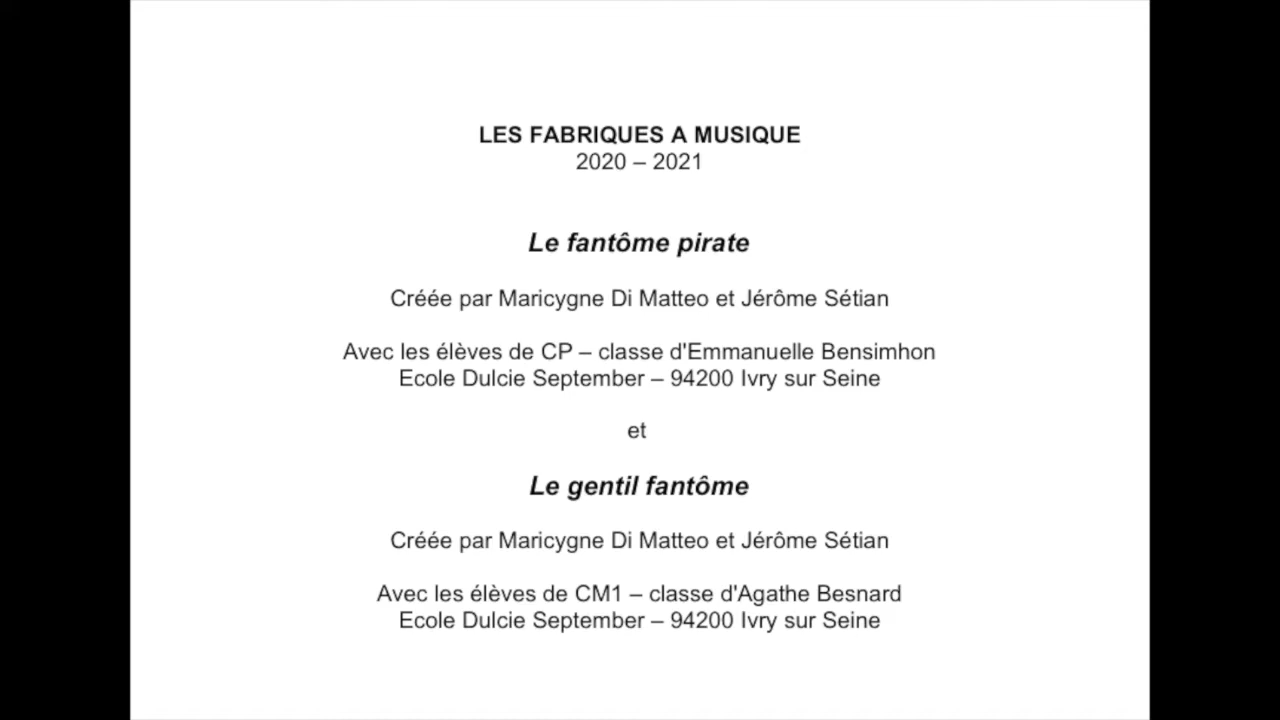 LES FABRIQUES A MUSIQUE
2020 – 2021
Le fantôme pirate
Créée par Maricygne Di Matteo et Jérôme Sétian
Avec les élèves de CP – classe d'Emmanuelle Bensimhon
Ecole Dulcie September – 94200 Ivry sur Seine
et
Le gentil fantôme
Créée par Maricygne Di Matteo et Jérôme Sétian
Avec les élèves de CM1 – classe d'Agathe Besnard
Ecole Dulcie September – 94200 Ivry sur Seine